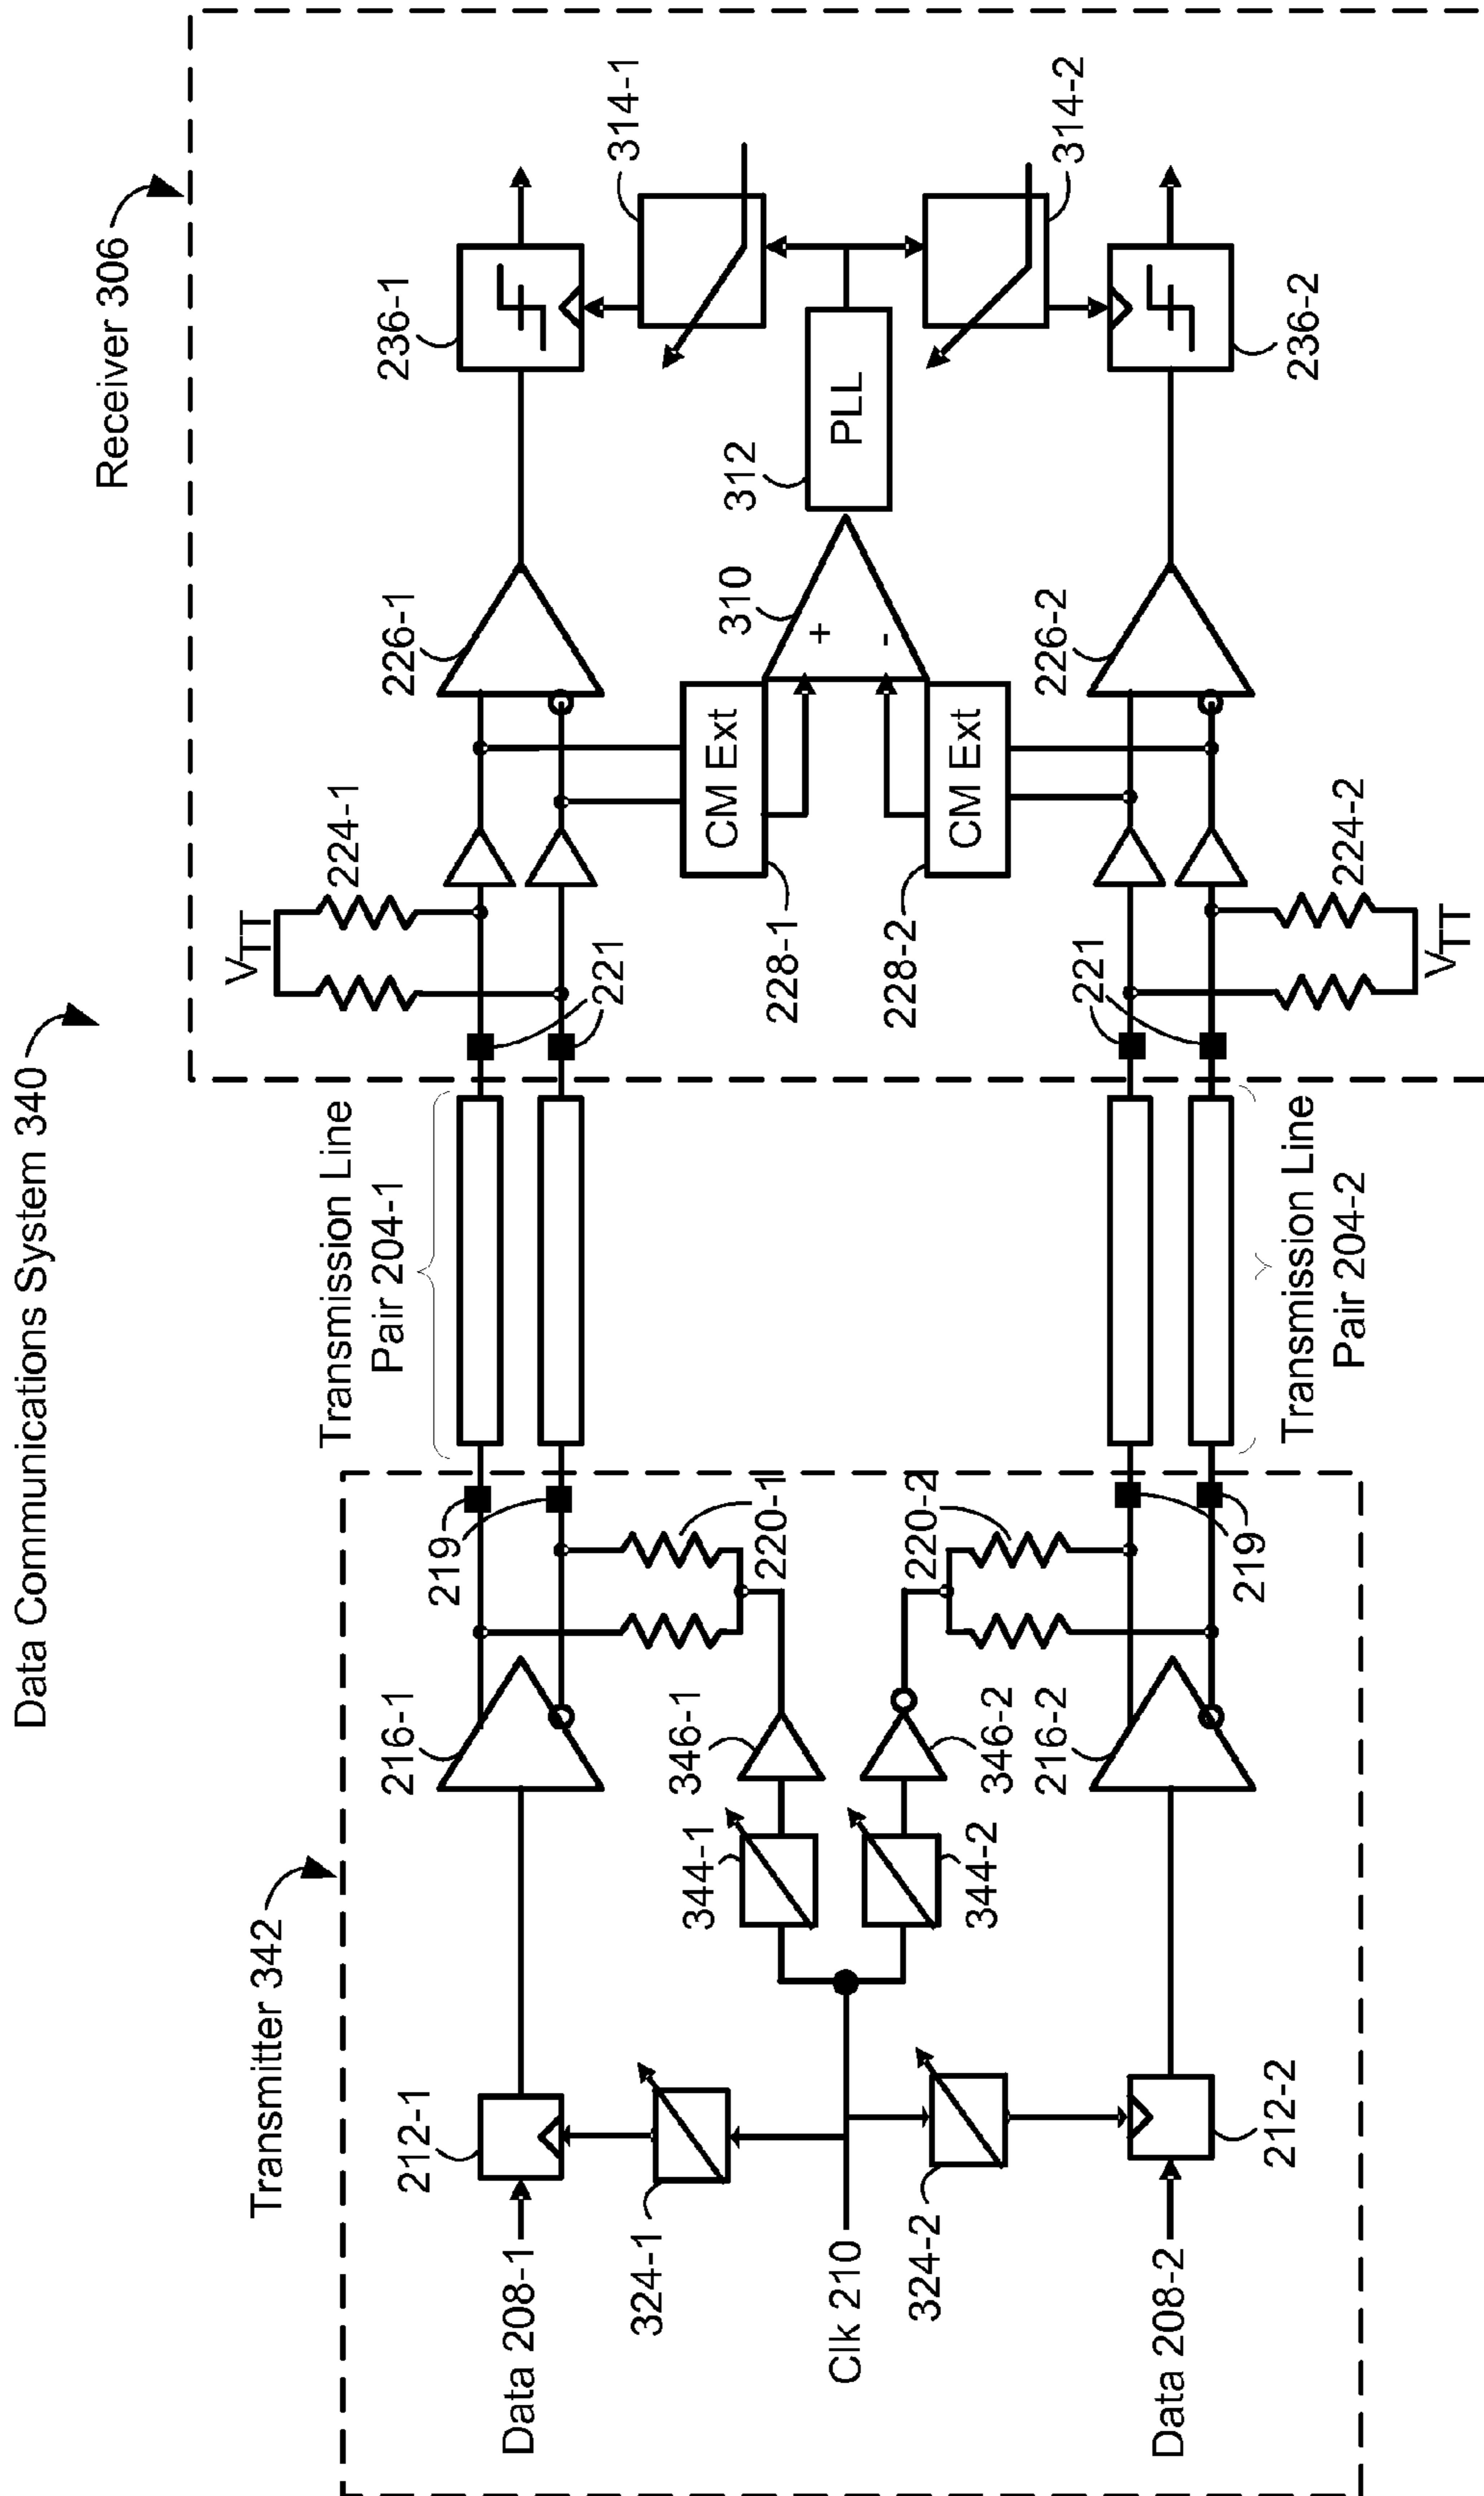 Data Communications System 340
Transmitter 342
Receiver 306
Transmission Line
Pair 204-1
VTT
224-1
212-1
216-1
219
221
226-1
236-1
Data 208-1
324-1
344-1
346-1
220-1
228-1
CM Ext
310
+
-
312
PLL
314-1
Clk 210
324-2
344-2
346-2
220-2
228-2
CM Ext
314-2
Data 208-2
212-2
216-2
219
221
226-2
236-2
Transmission Line
Pair 204-2
224-2
VTT